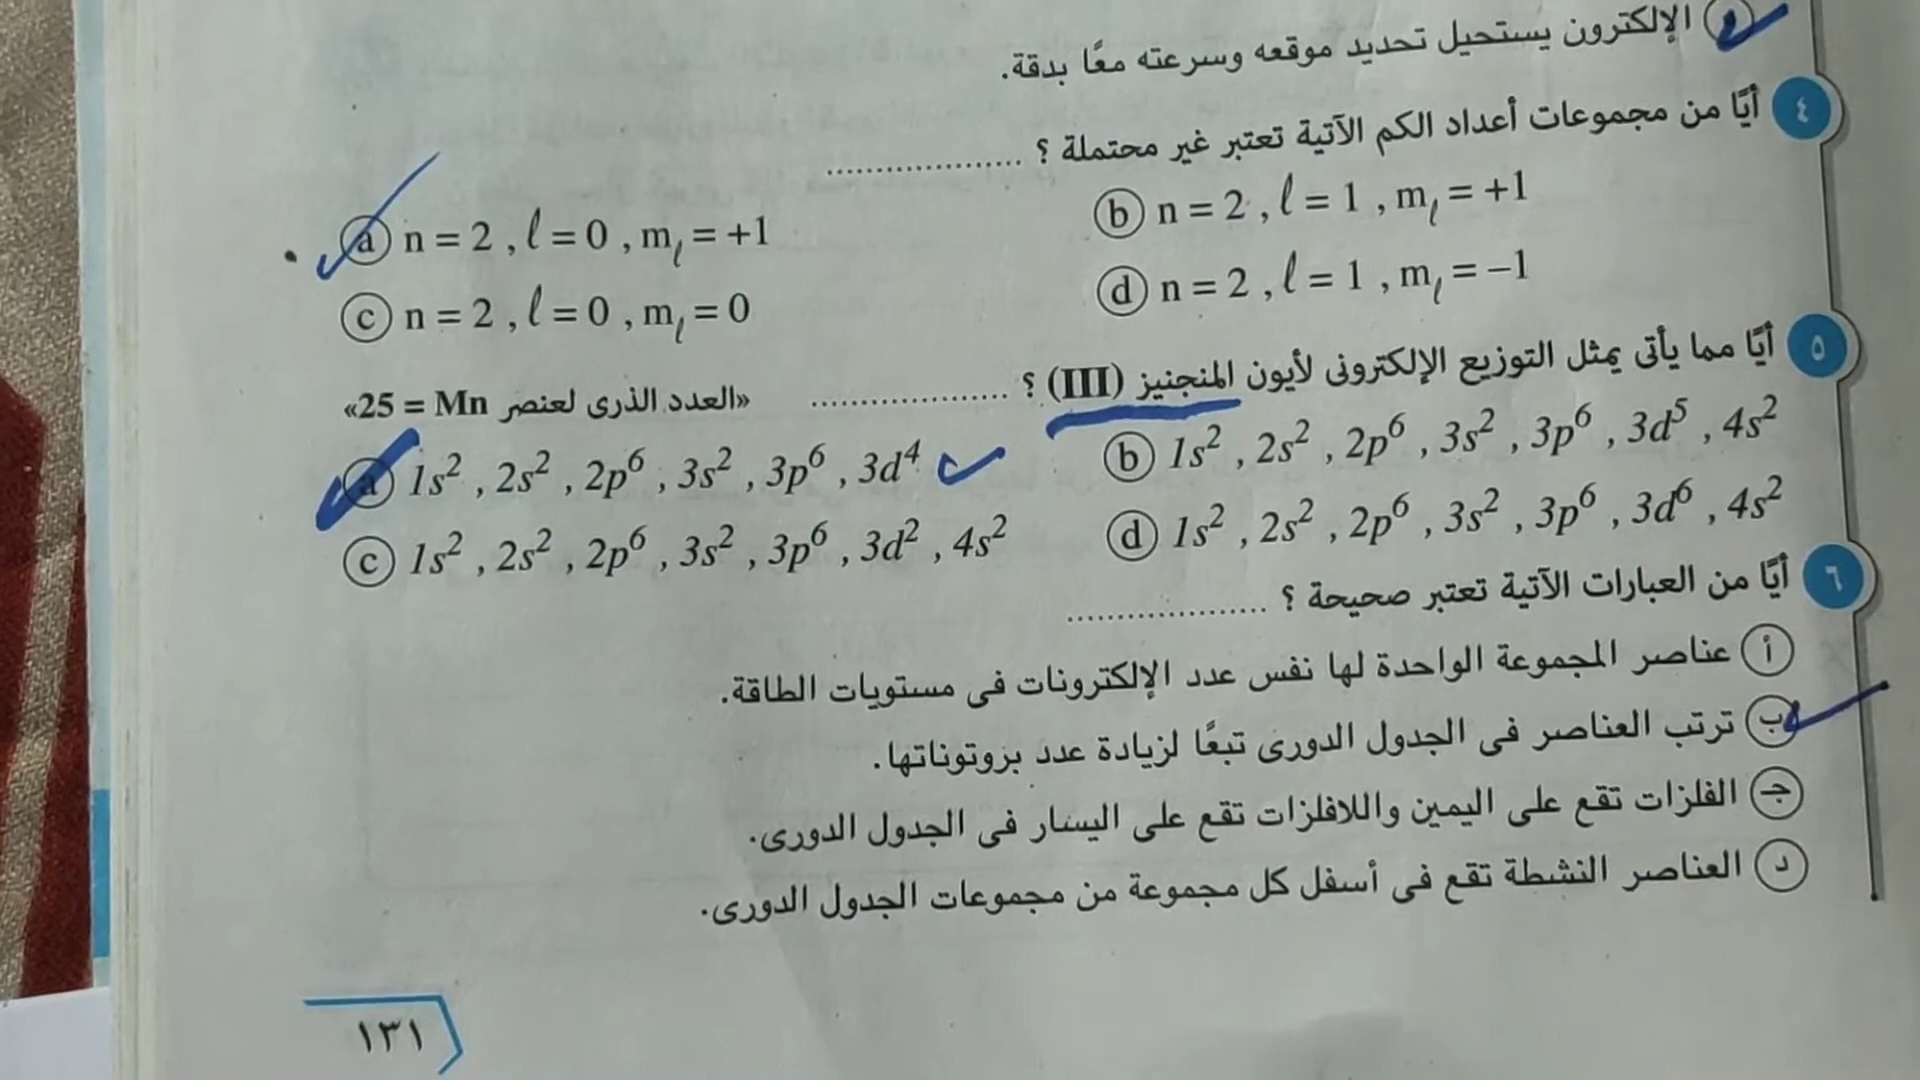 الإلكترون يستحيل تحديد موقعه وسرعته معًا بدقة.
٤ أيًا من مجموعات أعداد الكم الآتية تعتبر غير محتملة ؟ ....................
ⓐ n = 2 , ℓ = 0 , mₗ = +1 ⓑ n = 2 , ℓ = 1 , mₗ = +1
ⓒ n = 2 , ℓ = 0 , mₗ = 0 ⓓ n = 2 , ℓ = 1 , mₗ = −1
٥ أيًا مما يأتى يمثل التوزيع الإلكترونى لأيون المنجنيز (III) ؟ .................... «العدد الذرى لعنصر 25 = Mn»
ⓐ 1s² , 2s² , 2p⁶ , 3s² , 3p⁶ , 3d⁴ ⓑ 1s² , 2s² , 2p⁶ , 3s² , 3p⁶ , 3d⁵ , 4s²
ⓒ 1s² , 2s² , 2p⁶ , 3s² , 3p⁶ , 3d² , 4s² ⓓ 1s² , 2s² , 2p⁶ , 3s² , 3p⁶ , 3d⁶ , 4s²
٦ أيًا من العبارات الآتية تعتبر صحيحة ؟ ....................
أ عناصر المجموعة الواحدة لها نفس عدد الإلكترونات فى مستويات الطاقة.
ب ترتب العناصر فى الجدول الدورى تبعًا لزيادة عدد بروتوناتها.
جـ الفلزات تقع على اليمين واللافلزات تقع على اليسار فى الجدول الدورى.
د العناصر النشطة تقع فى أسفل كل مجموعة من مجموعات الجدول الدورى.
١٣١